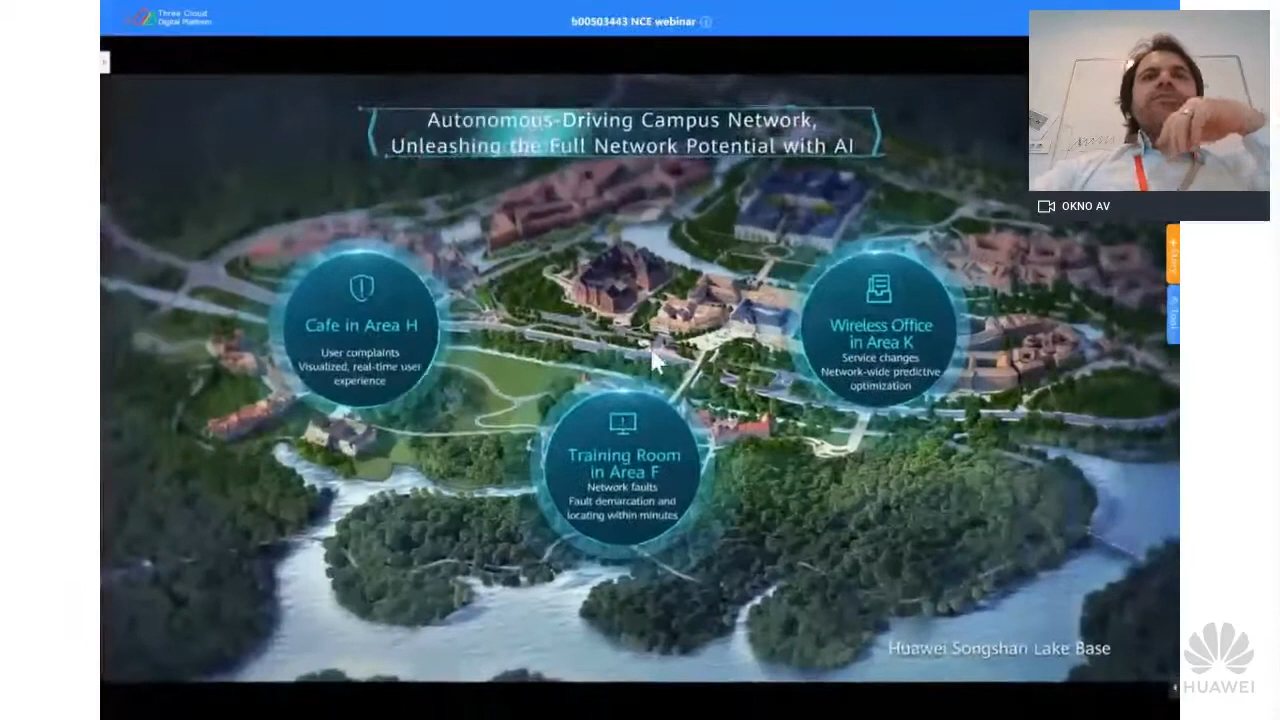 Three Cloud
Digital Platform
b00503443 NCE webinar
Autonomous-Driving Campus Network,
Unleashing the Full Network Potential with AI
OKNO AV
Cafe in Area H
User complaints
Visualized, real-time user
experience
Wireless Office
in Area K
Service changes
Network-wide predictive
optimization
Training Room
in Area F
Network faults
Fault demarcation and
locating within minutes
Huawei Songshan Lake Base
HUAWEI